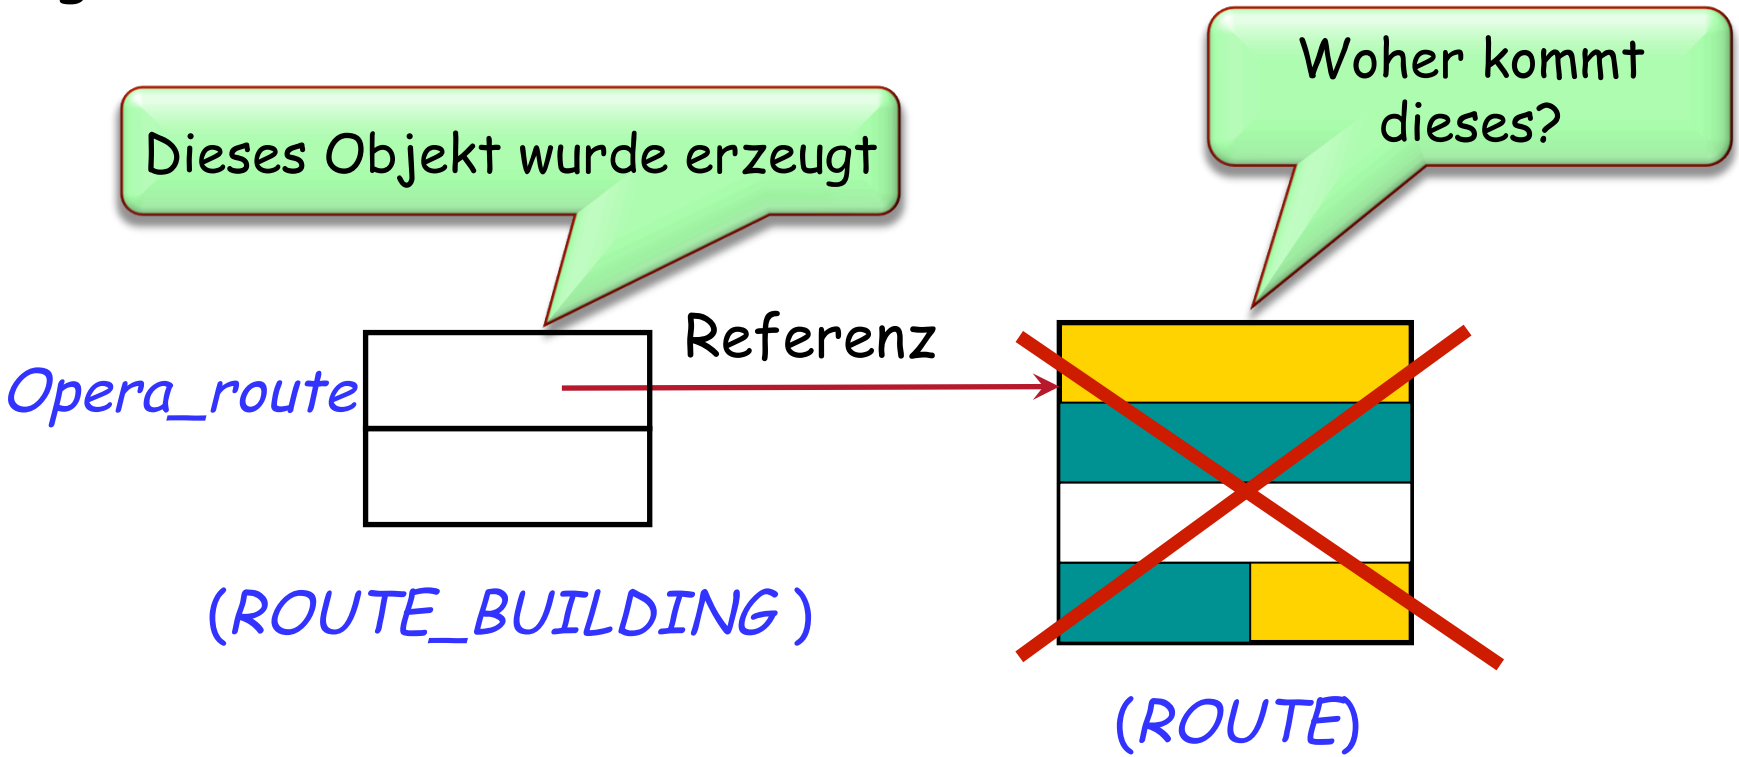 Woher kommt
dieses?
Dieses Objekt wurde erzeugt
Referenz
Opera_route
(ROUTE_BUILDING )
(ROUTE)